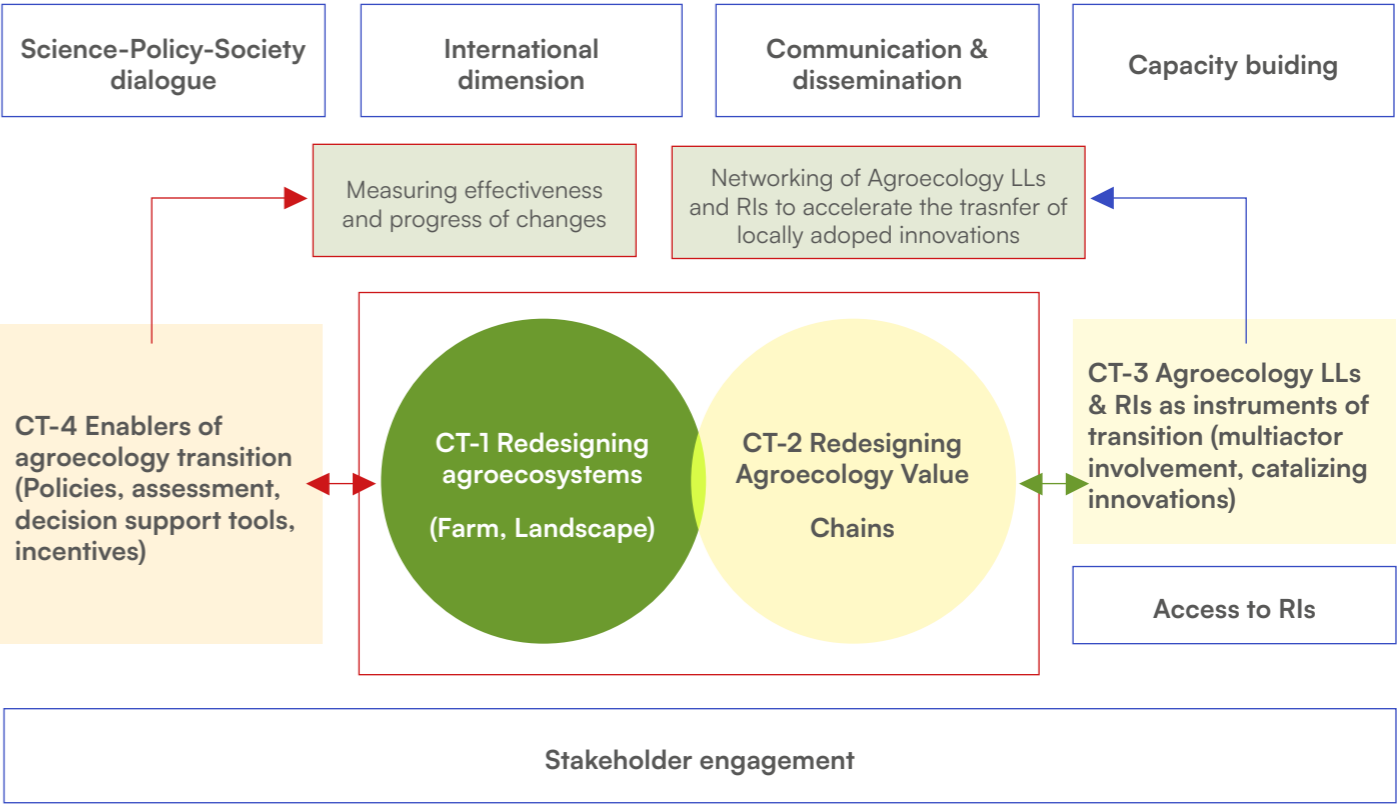 Science-Policy-Society
dialogue
International
dimension
Communication &
dissemination
Capacity buiding
Measuring effectiveness
and progress of changes
Networking of Agroecology LLs
and RIs to accelerate the trasnfer of
locally adoped innovations
CT-4 Enablers of
agroecology transition
(Policies, assessment,
decision support tools,
incentives)
CT-1 Redesigning
agroecosystems
(Farm, Landscape)
CT-2 Redesigning
Agroecology Value
Chains
CT-3 Agroecology LLs
& RIs as instruments of
transition (multiactor
involvement, catalizing
innovations)
Access to RIs
Stakeholder engagement